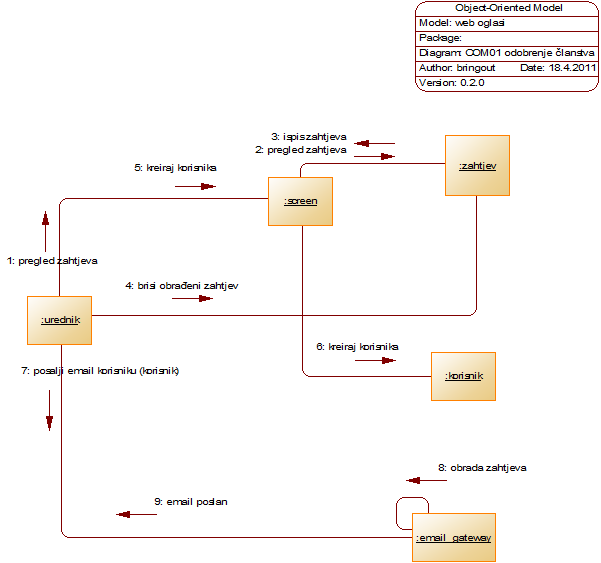 Object-Oriented Model
Model: web oglasi
Package:
Diagram: COM01 odobrenje članstva
Author: bringout Date: 18.4.2011
Version: 0.2.0
3: ispis zahtjeva
2: pregled zahtjeva
:zahtjev
5: kreiraj korisnika
:screen
1: pregled zahtjeva
4: brisi obrađeni zahtjev
:urednik
6: kreiraj korisnika
7: posalji email korisniku (korisnik)
:korisnik
8: obrada zahtjeva
9: email poslan
:email_gateway